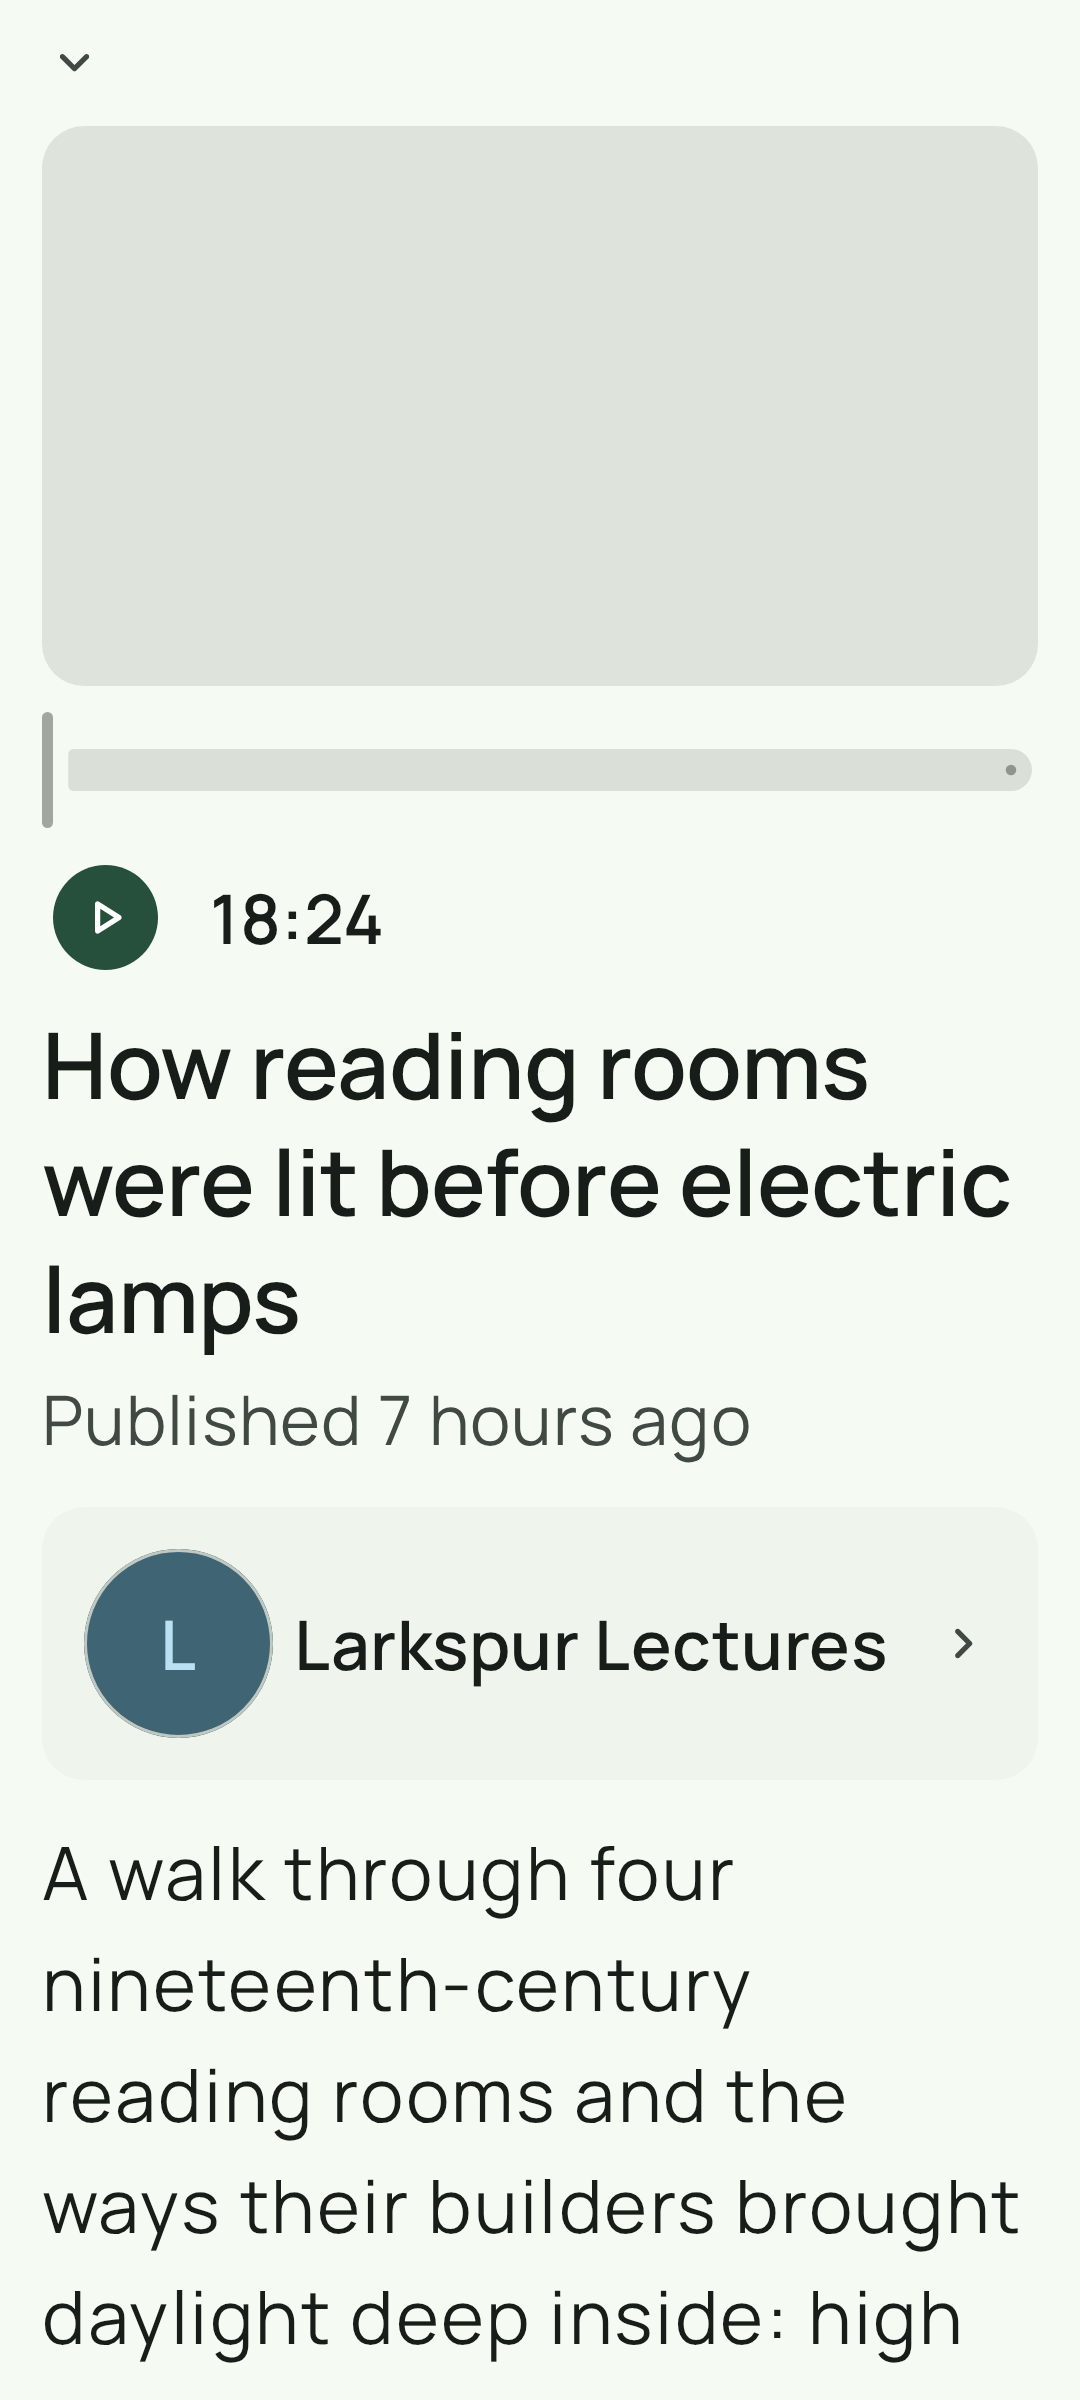 18:24
How reading rooms
were lit before electric
lamps
Published 7 hours ago
L
Larkspur Lectures
A walk through four
nineteenth-century
reading rooms and the
ways their builders brought
daylight deep inside: high